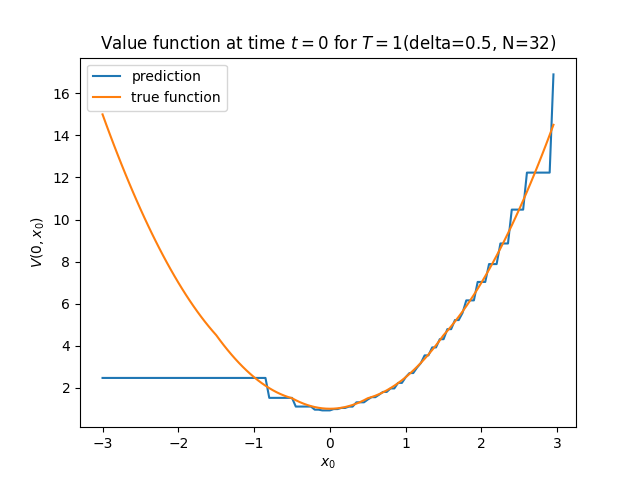 Value function at time t = 0 for T = 1(delta=0.5, N=32)
prediction
true function
V(0, x₀)
16
14
12
10
8
6
4
2
−3 −2 −1 0 1 2 3
x₀